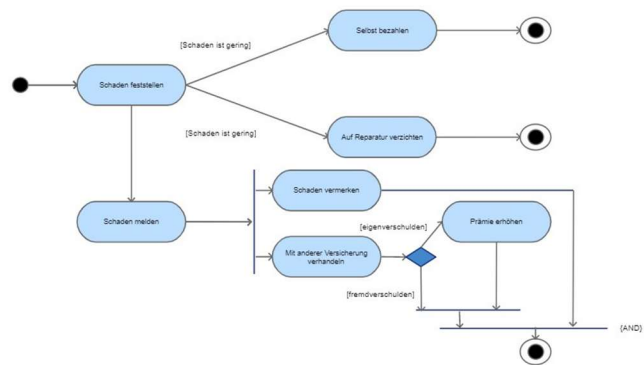 Selbst bezahlen
[Schaden ist gering]
Schaden feststellen
[Schaden ist gering]
Auf Reparatur verzichten
Schaden vermerken
Schaden melden
[eigenverschulden]
Prämie erhöhen
Mit anderer Versicherung
verhandeln
[fremdverschulden]
{AND}